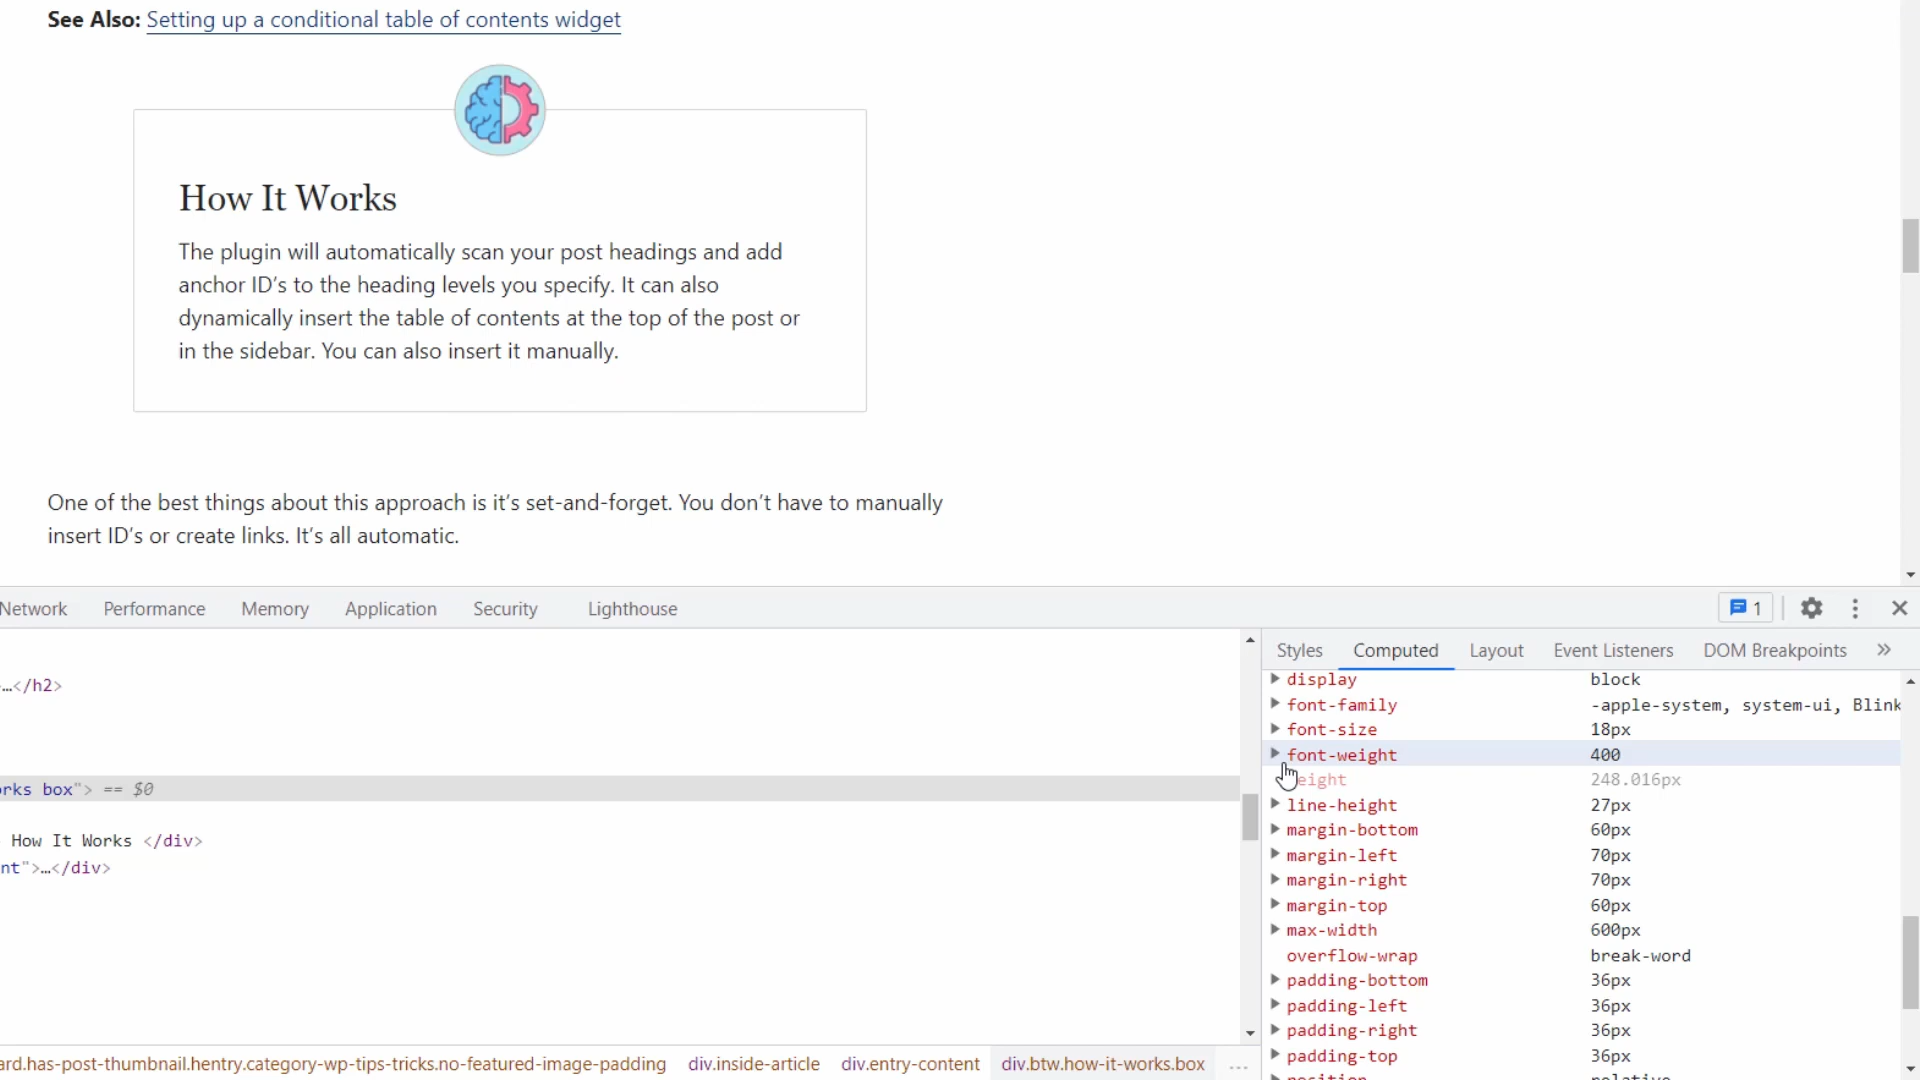 See Also: Setting up a conditional table of contents widget
How It Works
The plugin will automatically scan your post headings and add
anchor ID’s to the heading levels you specify. It can also
dynamically insert the table of contents at the top of the post or
in the sidebar. You can also insert it manually.
One of the best things about this approach is it’s set-and-forget. You don’t have to manually
insert ID’s or create links. It’s all automatic.
Network Performance Memory Application Security Lighthouse 1
…</h2>
orks box"> == $0
How It Works </div>
nt">…</div>
Styles Computed Layout Event Listeners DOM Breakpoints »
display block
font-family -apple-system, system-ui, Blink
font-size 18px
font-weight 400
eight 248.016px
line-height 27px
margin-bottom 60px
margin-left 70px
margin-right 70px
margin-top 60px
max-width 600px
overflow-wrap break-word
padding-bottom 36px
padding-left 36px
padding-right 36px
padding-top 36px
position relative
ard.has-post-thumbnail.hentry.category-wp-tips-tricks.no-featured-image-padding div.inside-article div.entry-content div.btw.how-it-works.box ...